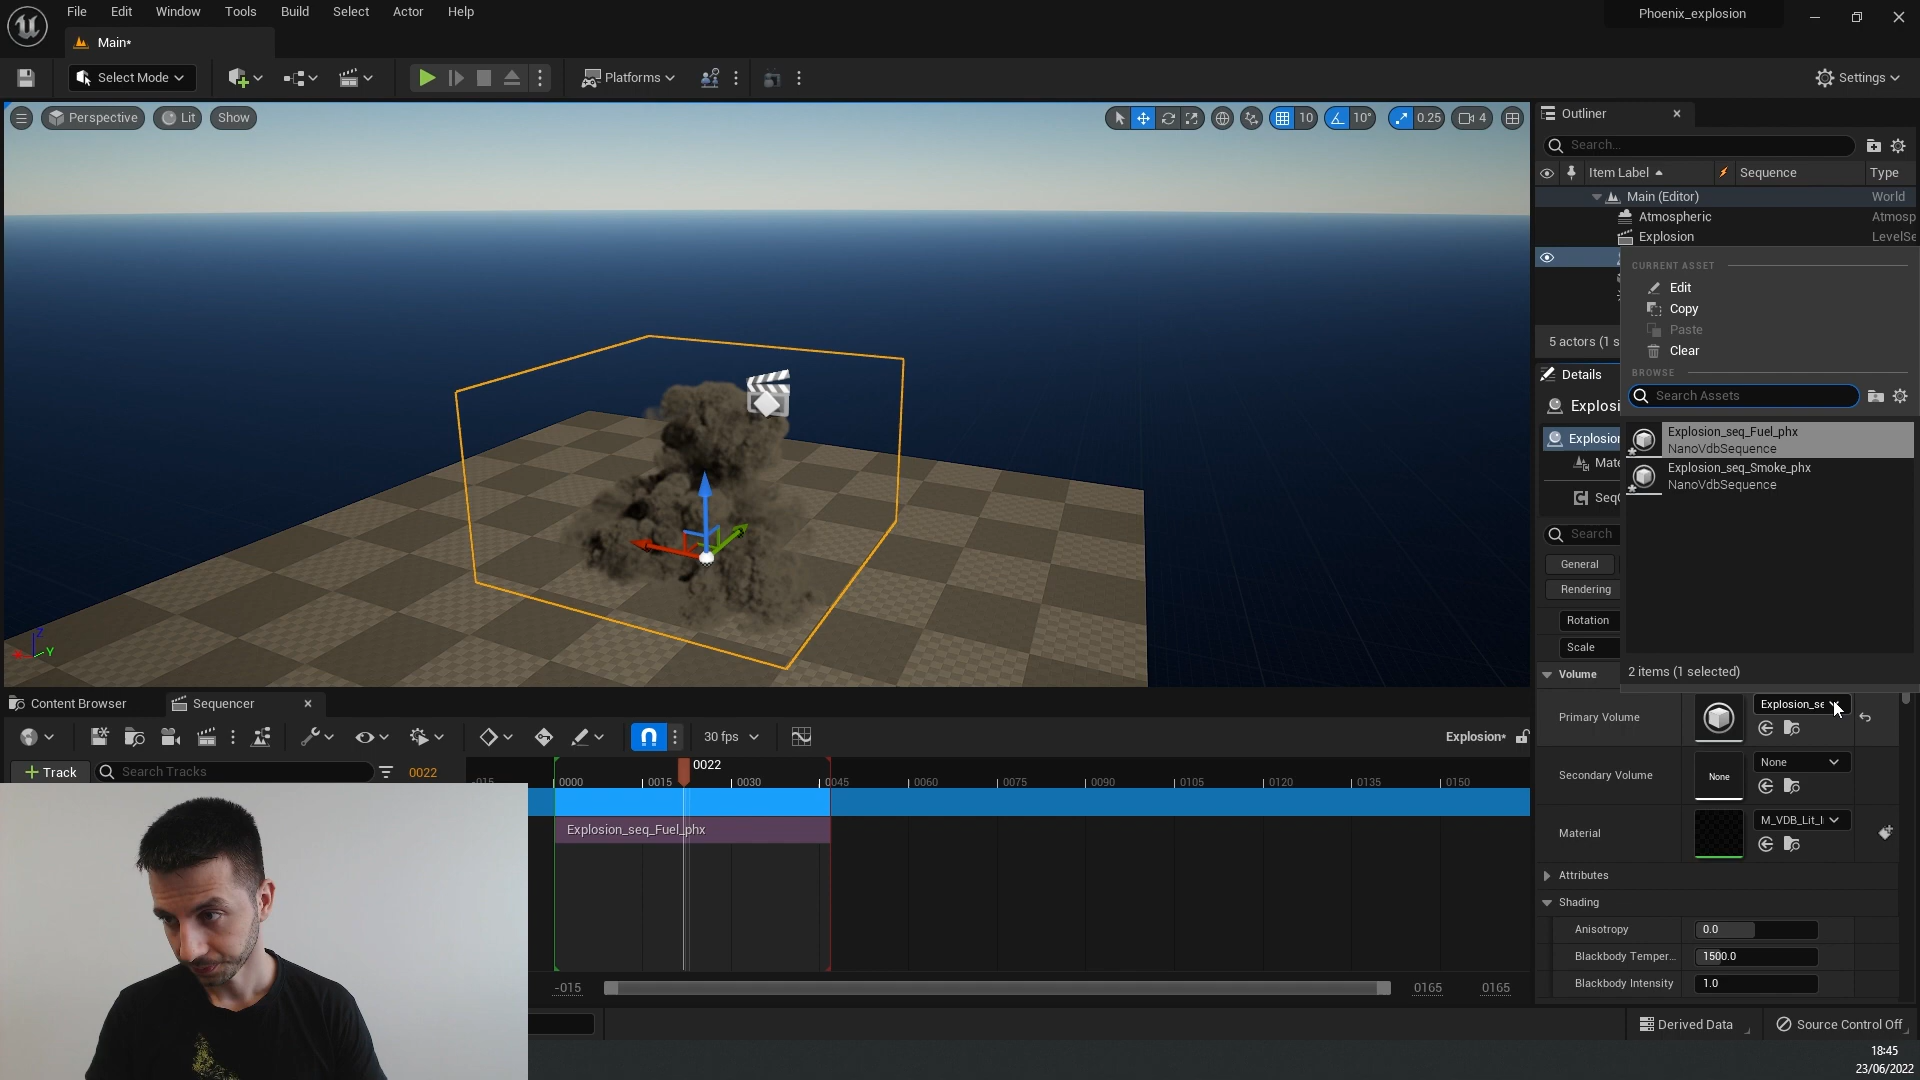 File Edit Window Tools Build Select Actor Help
Phoenix_explosion
Main*
Select Mode
Platforms
Settings
Perspective
Lit
Show
10
10°
0.25
4
Outliner
Search...
Item Label
Sequence
Type
Main (Editor)
World
Atmospheric
Atmosp
Explosion
LevelSe
CURRENT ASSET
Edit
Copy
Paste
Clear
5 actors (1 s
BROWSE
Details
Search Assets
Explosi
Explosion_seq_Fuel_phx
NanoVdbSequence
Explosion
Mate
Explosion_seq_Smoke_phx
NanoVdbSequence
SeqC
Search
General
Rendering
Rotation
Scale
2 items (1 selected)
Volume
Primary Volume
Explosion_se
Secondary Volume
None
None
Material
M_VDB_Lit_I
Attributes
Shading
Anisotropy
0.0
Blackbody Temper...
1500.0
Blackbody Intensity
1.0
Z
Y
Content Browser
Sequencer
30 fps
Explosion*
+ Track
Search Tracks
0022
0022
-015
0000
0015
0030
0045
0060
0075
0090
0105
0120
0135
0150
Explosion_seq_Fuel_phx
-015
0165
0165
Derived Data
Source Control Off
18:45
23/06/2022